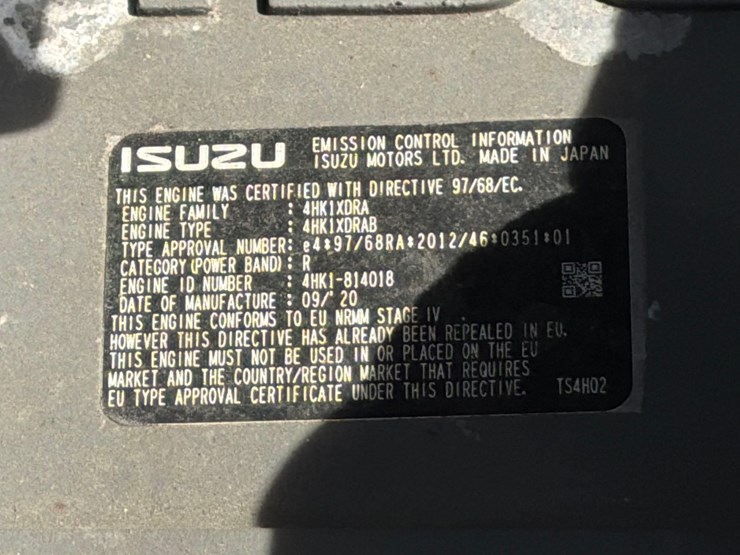 ISUZU EMISSION CONTROL INFORMATION
ISUZU MOTORS LTD. MADE IN JAPAN
THIS ENGINE WAS CERTIFIED WITH DIRECTIVE 97/68/EC.
ENGINE FAMILY : 4HK1XDRA
ENGINE TYPE : 4HK1XDRAB
TYPE APPROVAL NUMBER: e4*97/68RA*2012/46*0351*01
CATEGORY (POWER BAND) : R
ENGINE ID NUMBER : 4HK1-814018
DATE OF MANUFACTURE : 09/'20
THIS ENGINE CONFORMS TO EU NRMM STAGE IV .
HOWEVER THIS DIRECTIVE HAS ALREADY BEEN REPEALED IN EU.
THIS ENGINE MUST NOT BE USED IN OR PLACED ON THE EU
MARKET AND THE COUNTRY/REGION MARKET THAT REQUIRES
EU TYPE APPROVAL CERTIFICATE UNDER THIS DIRECTIVE. TS4H02